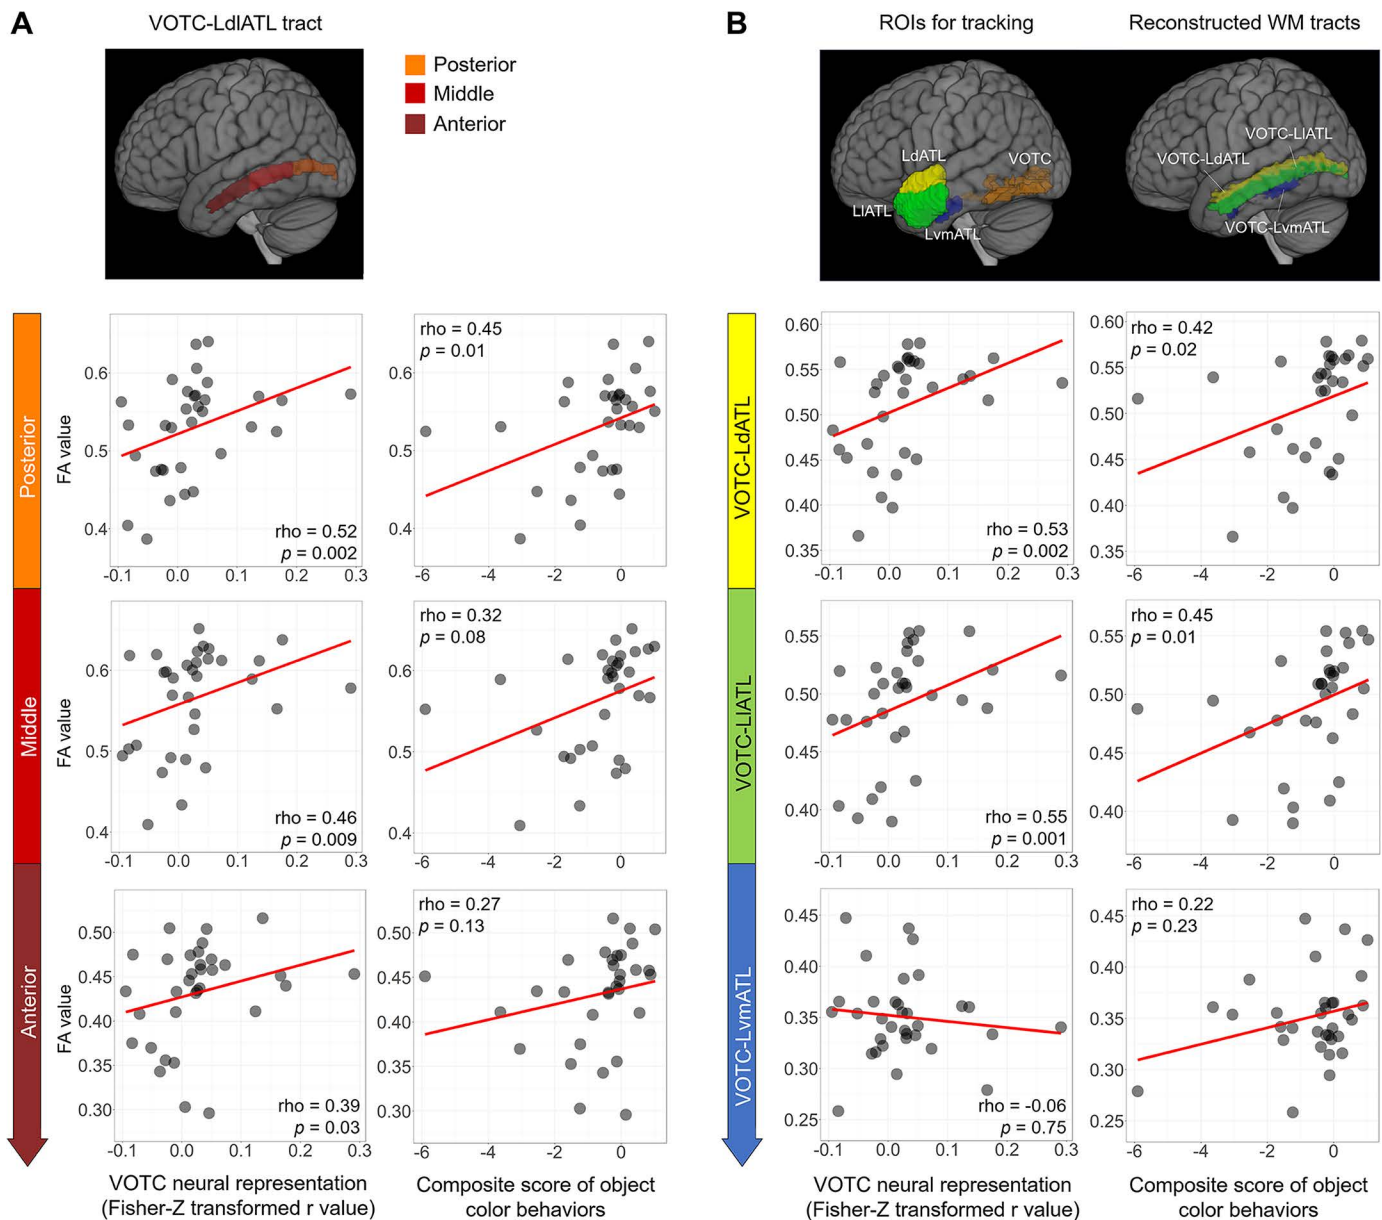 A
VOTC-LdlATL tract
Posterior
Middle
Anterior
B
ROIs for tracking
Reconstructed WM tracts
LdATL
VOTC
LlATL
LvmATL
VOTC-LlATL
VOTC-LdATL
VOTC-LvmATL
Posterior
FA value
0.6
0.5
0.4
rho = 0.52
p = 0.002
-0.1
0.0
0.1
0.2
0.3
rho = 0.45
p = 0.01
0.6
0.5
0.4
-6
-4
-2
0
Middle
FA value
0.6
0.5
0.4
rho = 0.46
p = 0.009
-0.1
0.0
0.1
0.2
0.3
rho = 0.32
p = 0.08
0.6
0.5
0.4
-6
-4
-2
0
Anterior
FA value
0.50
0.45
0.40
0.35
0.30
rho = 0.39
p = 0.03
-0.1
0.0
0.1
0.2
0.3
rho = 0.27
p = 0.13
0.50
0.45
0.40
0.35
0.30
-6
-4
-2
0
VOTC neural representation
(Fisher-Z transformed r value)
Composite score of object
color behaviors
VOTC-LdATL
0.60
0.55
0.50
0.45
0.40
0.35
rho = 0.53
p = 0.002
-0.1
0.0
0.1
0.2
0.3
rho = 0.42
p = 0.02
0.60
0.55
0.50
0.45
0.40
0.35
-6
-4
-2
0
VOTC-LlATL
0.55
0.50
0.45
0.40
rho = 0.55
p = 0.001
-0.1
0.0
0.1
0.2
0.3
rho = 0.45
p = 0.01
0.55
0.50
0.45
0.40
-6
-4
-2
0
VOTC-LvmATL
0.45
0.40
0.35
0.30
0.25
rho = -0.06
p = 0.75
-0.1
0.0
0.1
0.2
0.3
rho = 0.22
p = 0.23
0.45
0.40
0.35
0.30
0.25
-6
-4
-2
0
VOTC neural representation
(Fisher-Z transformed r value)
Composite score of object
color behaviors